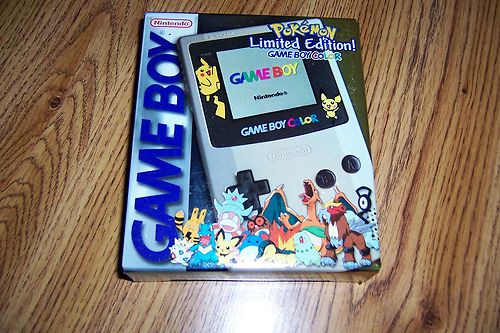 Nintendo®
GAME BOY
Pokémon
Limited Edition!
GAME BOY COLOR
GAME BOY
Nintendo®
GAME BOY COLOR
Nintendo
B
A